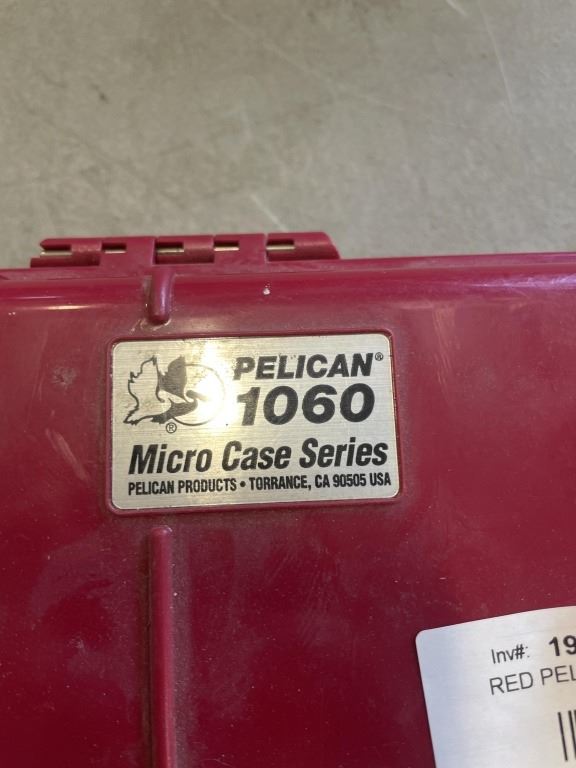 PELICAN®
1060
®
Micro Case Series
PELICAN PRODUCTS • TORRANCE, CA 90505 USA
Inv#: 19
RED PEL